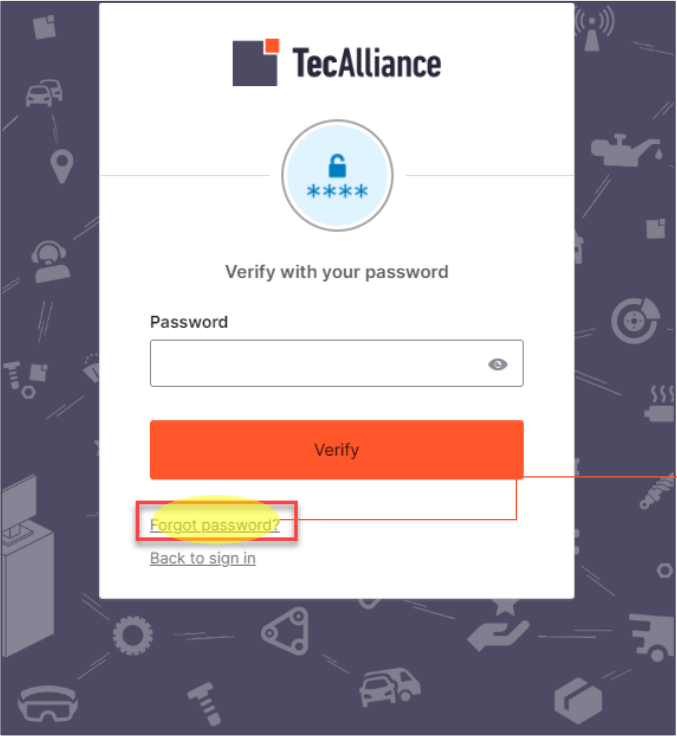 TecAlliance
****
Verify with your password
Password
Verify
Forgot password?
Back to sign in